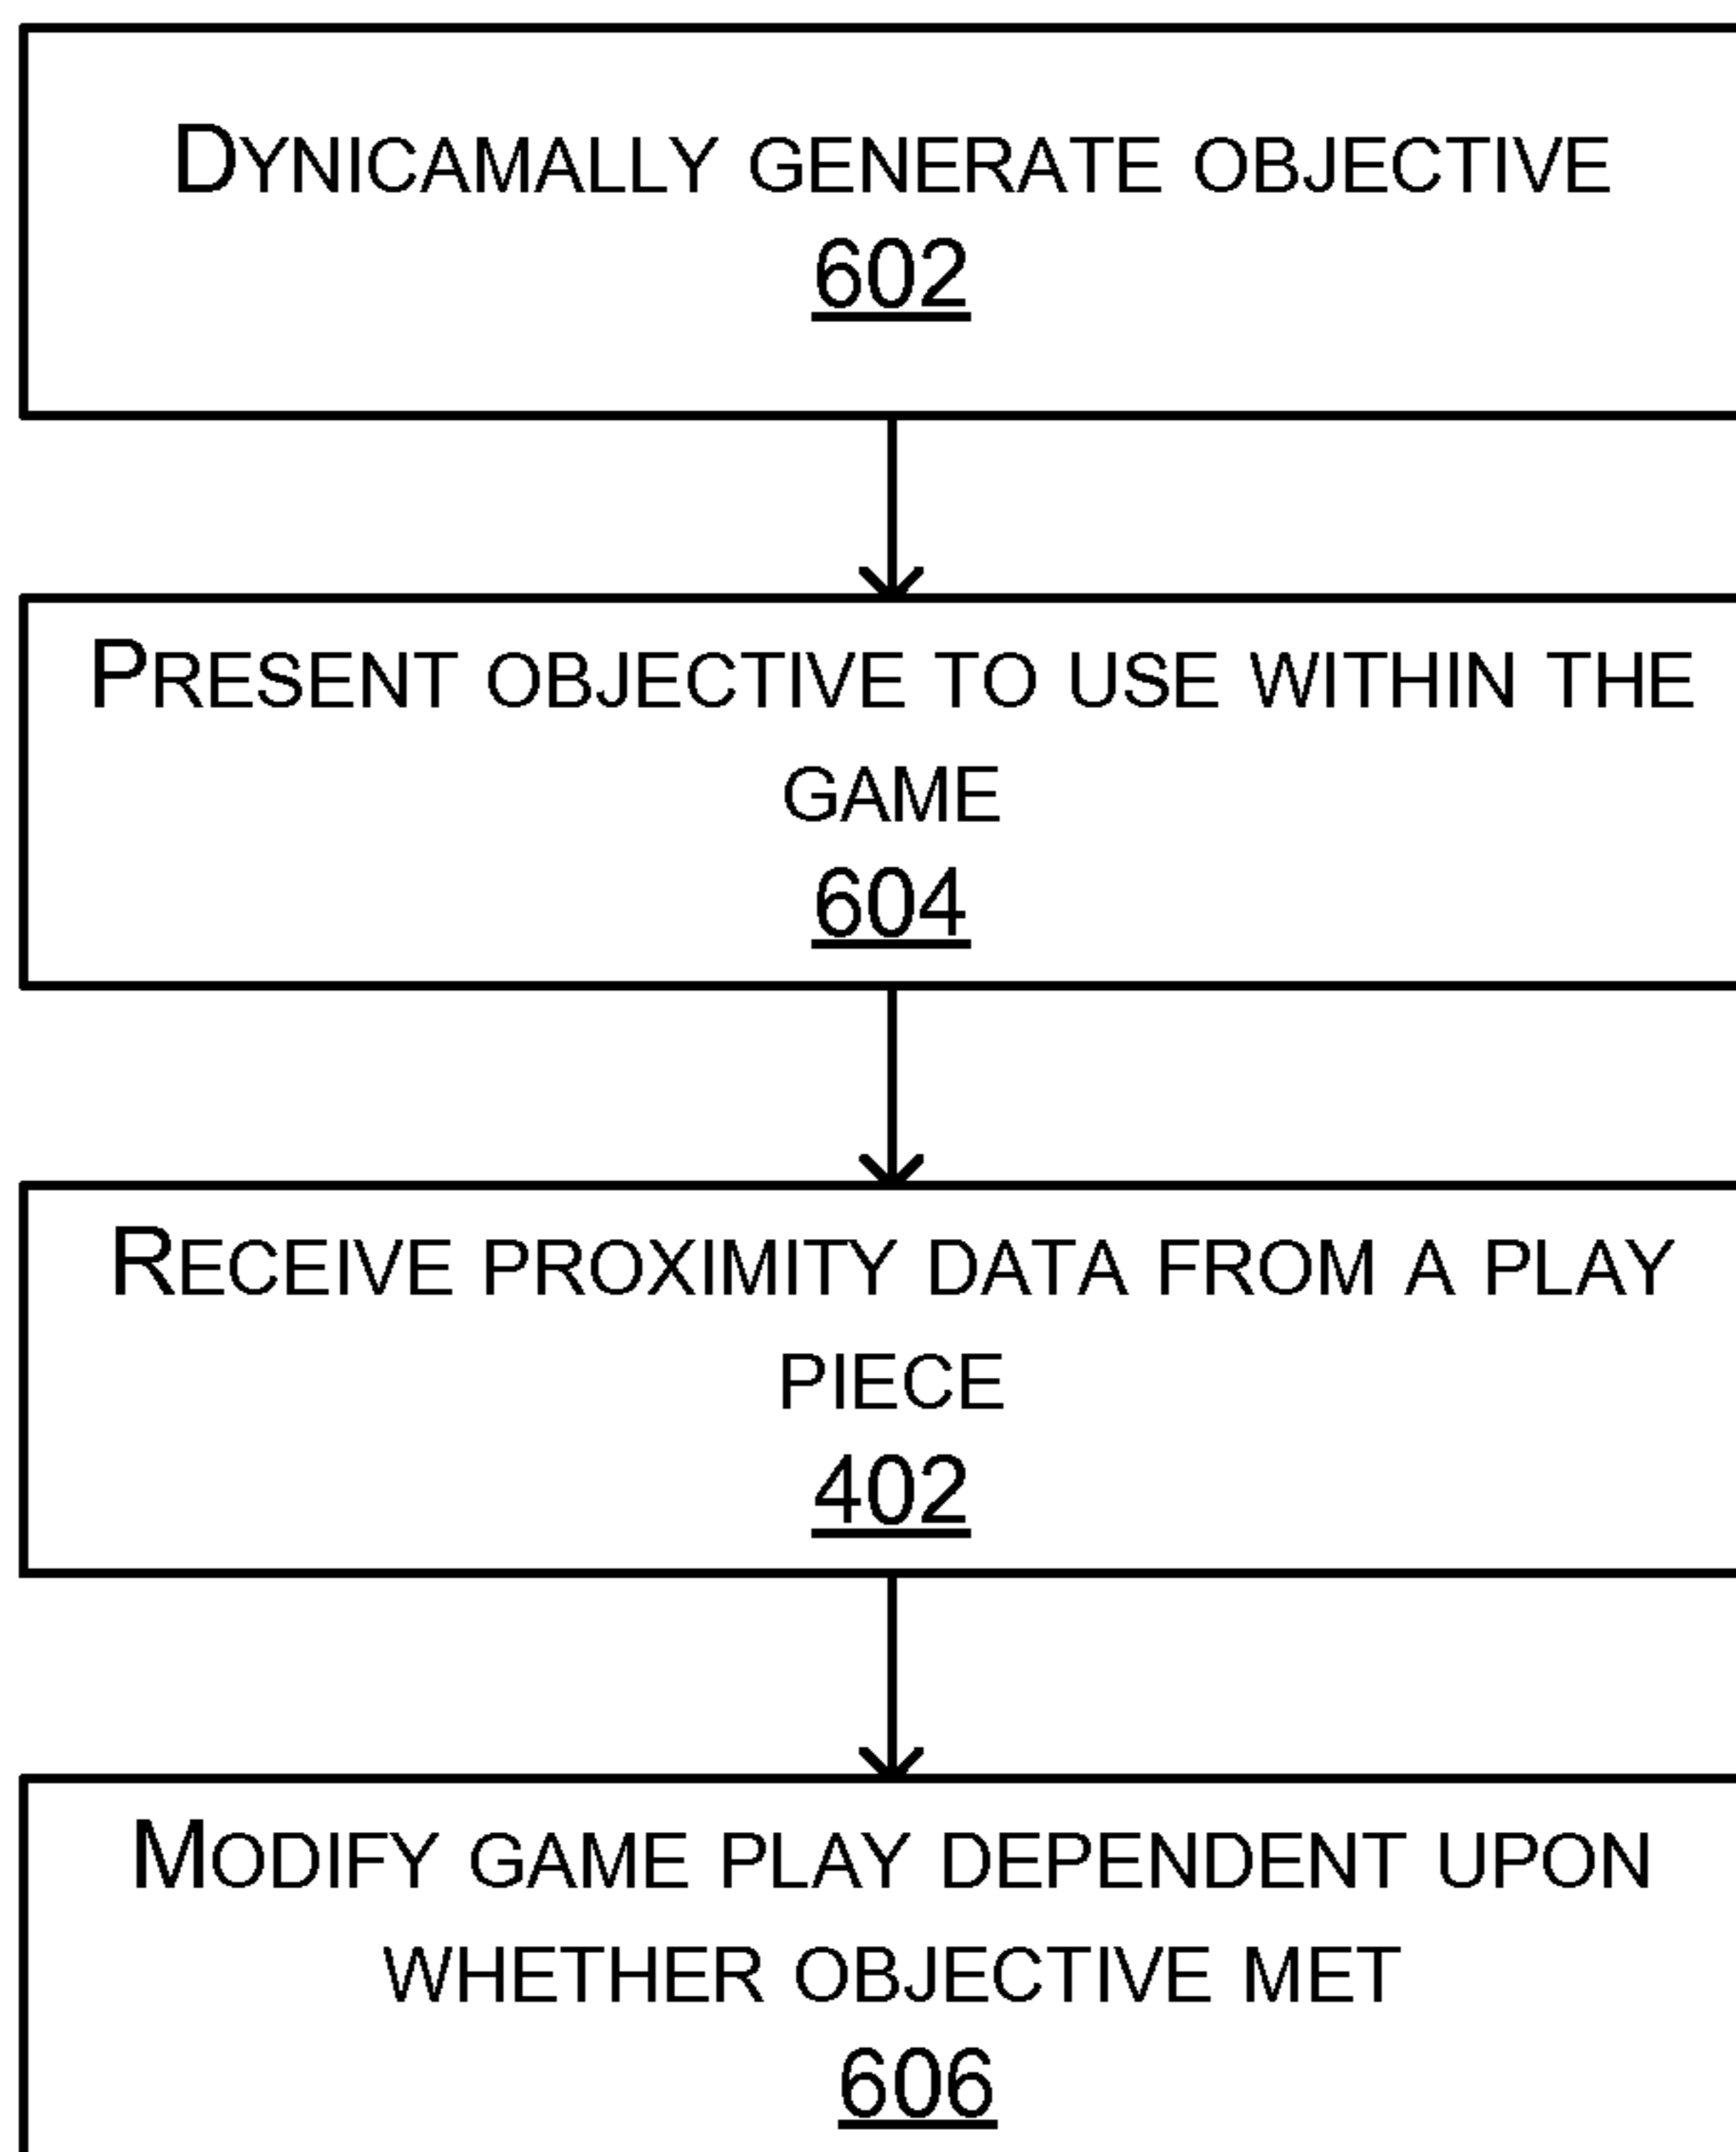 DYNICAMALLY GENERATE OBJECTIVE
602
PRESENT OBJECTIVE TO USE WITHIN THE
GAME
604
RECEIVE PROXIMITY DATA FROM A PLAY
PIECE
402
MODIFY GAME PLAY DEPENDENT UPON
WHETHER OBJECTIVE MET
606